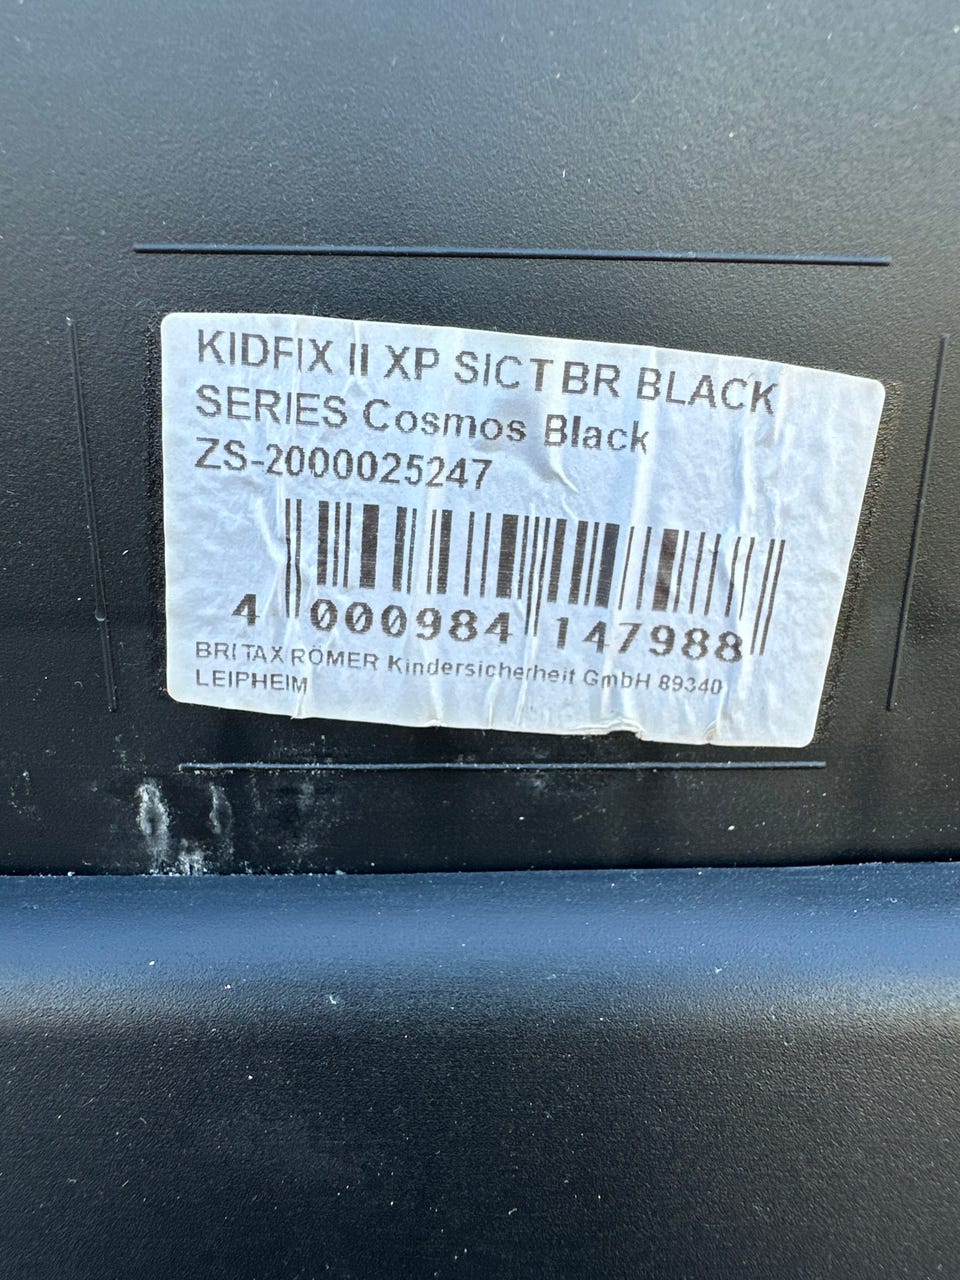 KIDFIX II XP SICT BR BLACK
SERIES Cosmos Black
ZS-2000025247
4 000984 147988
BRITAX RÖMER Kindersicherheit GmbH 89340
LEIPHEIM